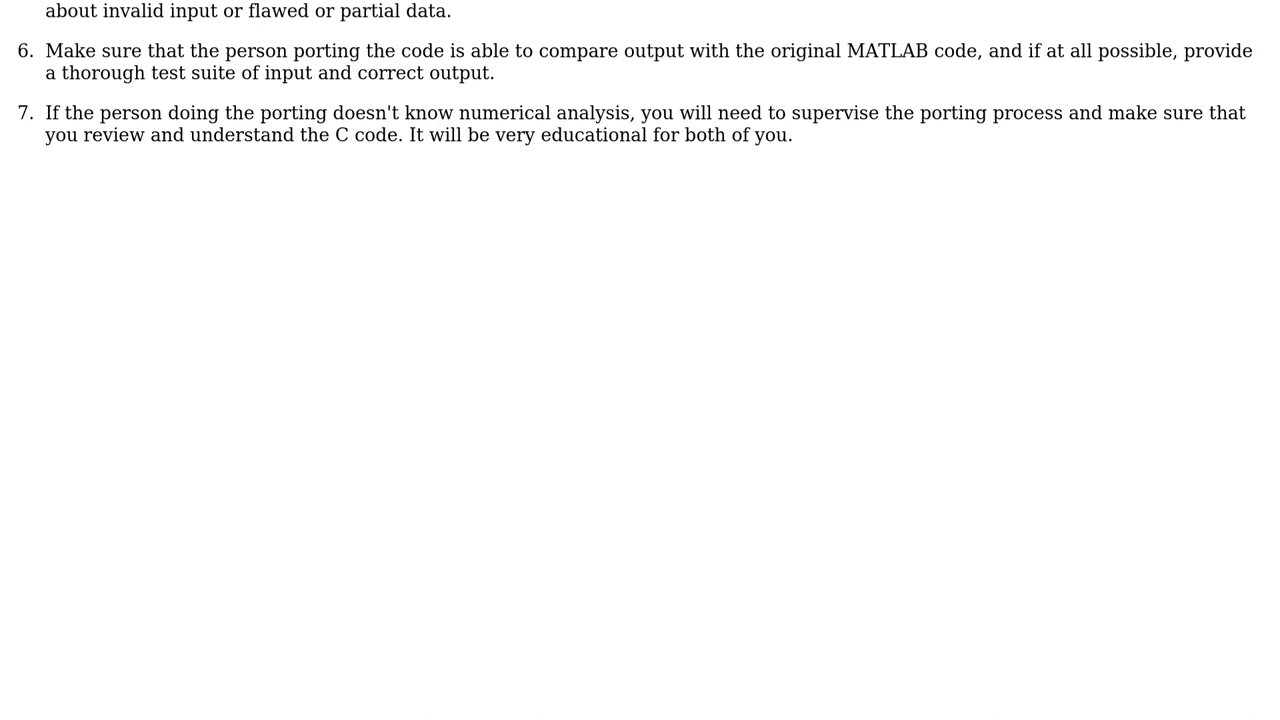 about invalid input or flawed or partial data.
6. Make sure that the person porting the code is able to compare output with the original MATLAB code, and if at all possible, provide
a thorough test suite of input and correct output.
7. If the person doing the porting doesn't know numerical analysis, you will need to supervise the porting process and make sure that
you review and understand the C code. It will be very educational for both of you.